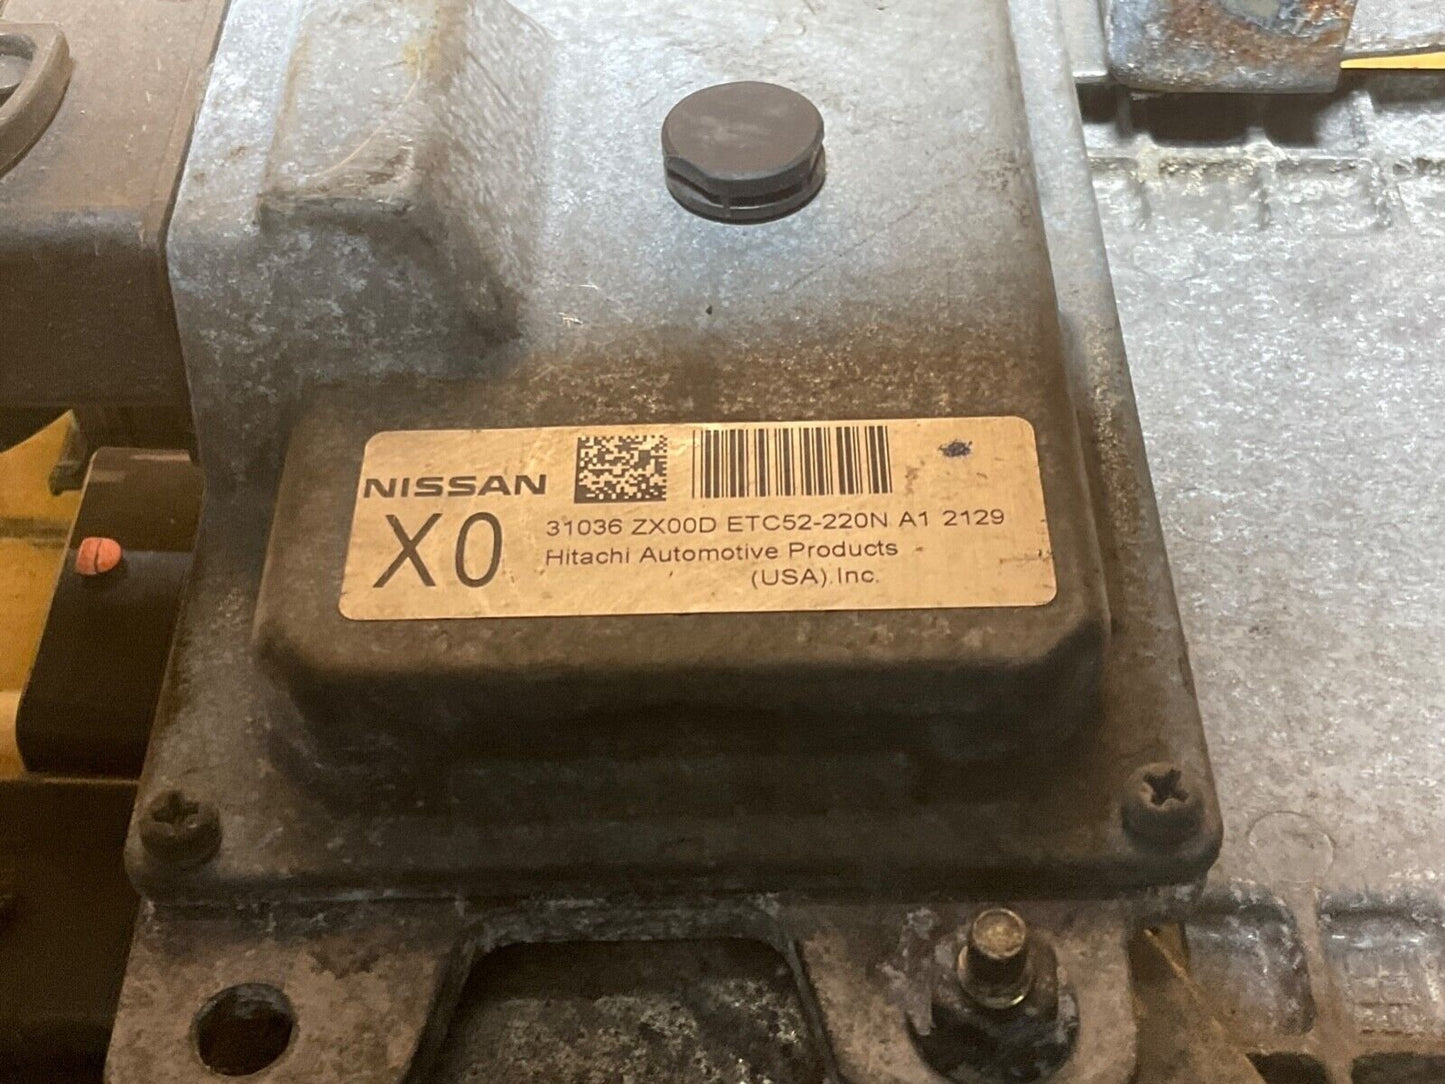 NISSAN
X0
31036 ZX00D ETC52-220N A1 2129
Hitachi Automotive Products
(USA) Inc.